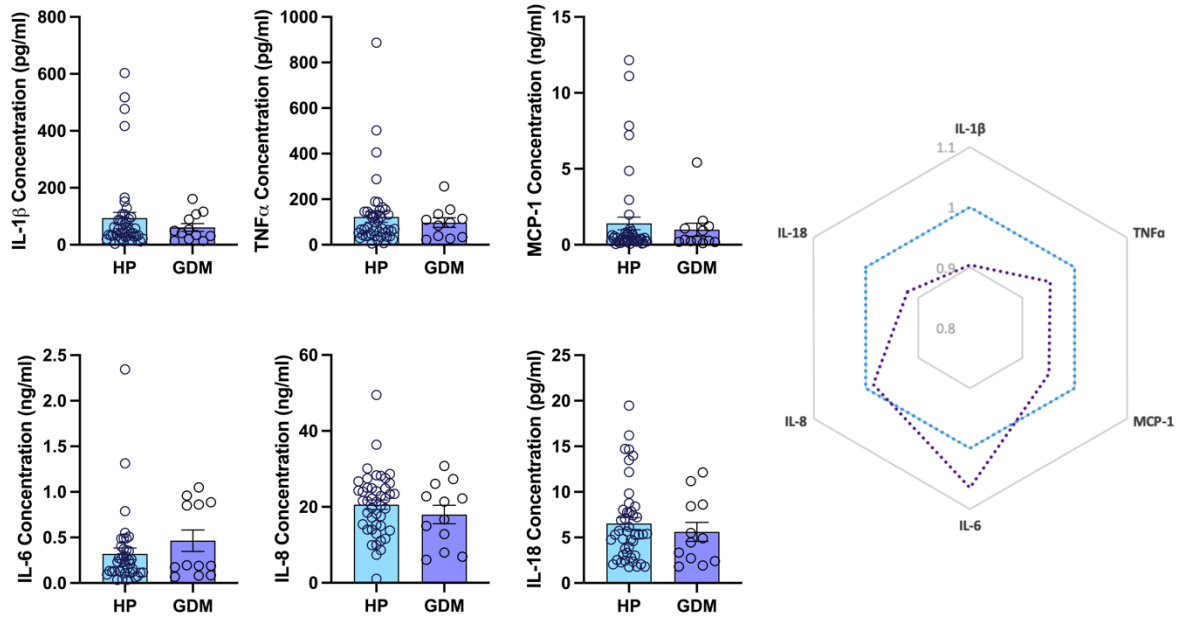 IL-1β Concentration (pg/ml)
800
600
400
200
0
HP
GDM
TNFα Concentration (pg/ml)
1000
800
600
400
200
0
HP
GDM
MCP-1 Concentration (ng/ml)
15
10
5
0
HP
GDM
IL-6 Concentration (ng/ml)
2.5
2.0
1.5
1.0
0.5
0.0
HP
GDM
IL-8 Concentration (ng/ml)
60
40
20
0
HP
GDM
IL-18 Concentration (pg/ml)
25
20
15
10
5
0
HP
GDM
IL-1β
1.1
1
IL-18
TNFα
0.9
0.8
IL-8
MCP-1
IL-6